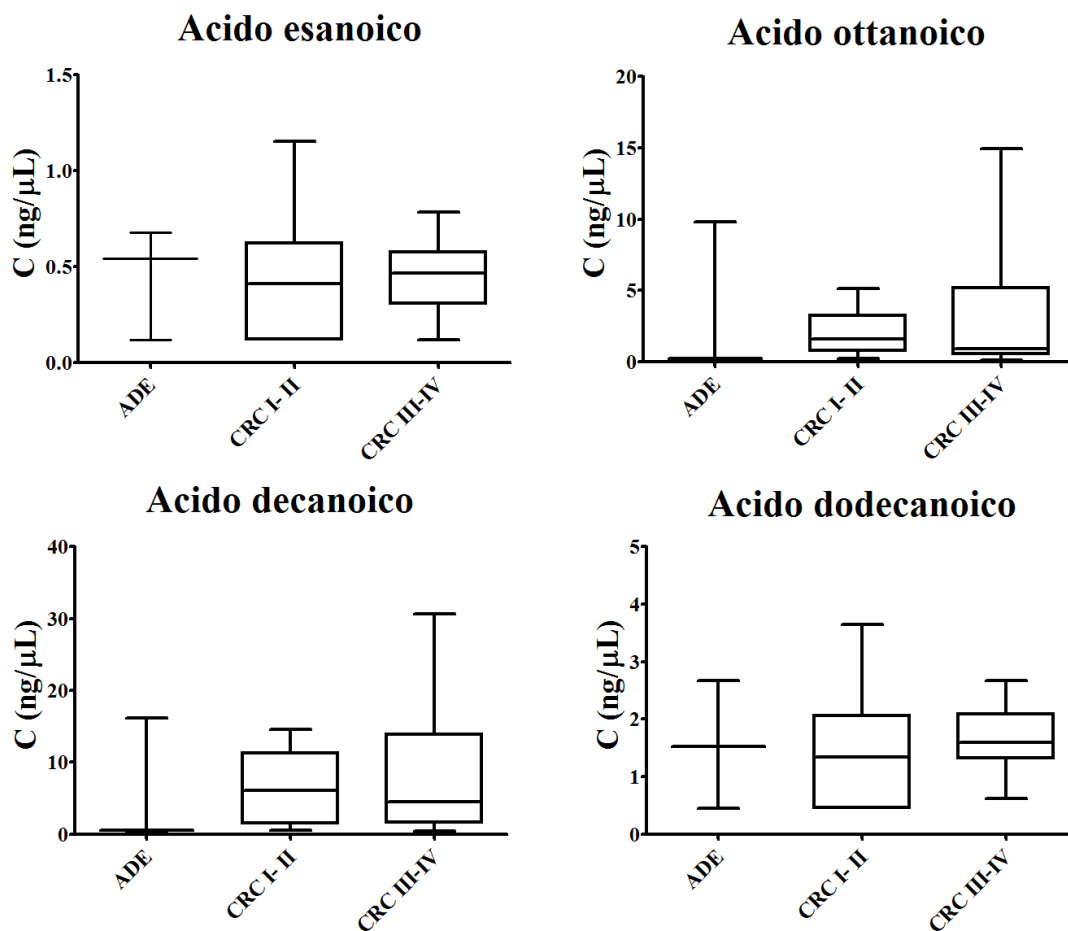 Acido esanoico
C (ng/μL)
1.5
1.0
0.5
0.0
ADE
CRC I- II
CRC III-IV
Acido ottanoico
C (ng/μL)
20
15
10
5
0
ADE
CRC I- II
CRC III-IV
Acido decanoico
C (ng/μL)
40
30
20
10
0
ADE
CRC I- II
CRC III-IV
Acido dodecanoico
C (ng/μL)
5
4
3
2
1
0
ADE
CRC I- II
CRC III-IV